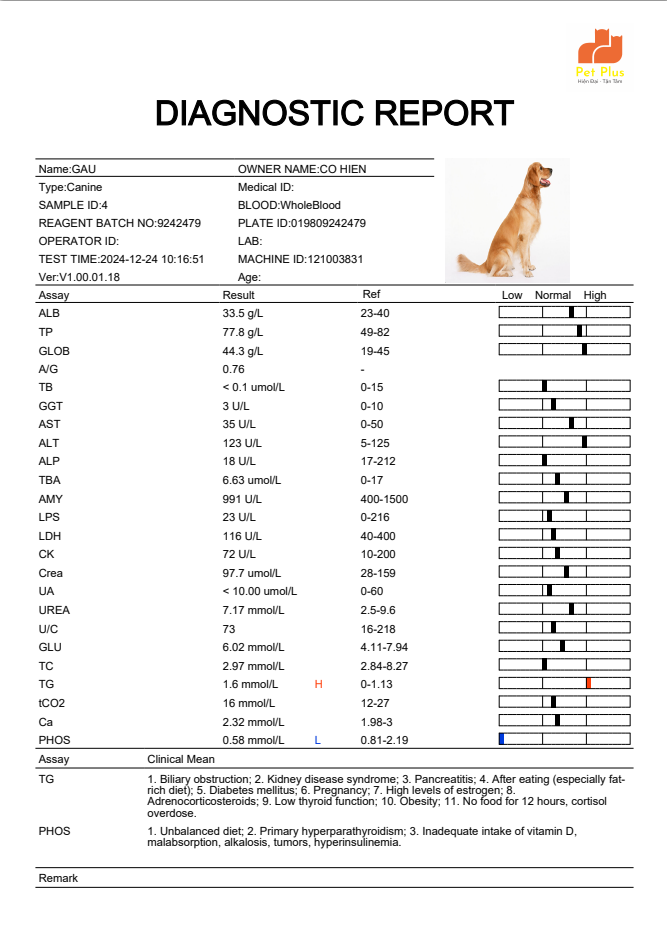 Pet Plus
Hiện Đại - Tận Tâm
DIAGNOSTIC REPORT
Name:GAU OWNER NAME:CO HIEN
Type:Canine Medical ID:
SAMPLE ID:4 BLOOD:WholeBlood
REAGENT BATCH NO:9242479 PLATE ID:019809242479
OPERATOR ID: LAB:
TEST TIME:2024-12-24 10:16:51 MACHINE ID:121003831
Ver:V1.00.01.18 Age:
Assay Result Ref Low Normal High
ALB 33.5 g/L 23-40
TP 77.8 g/L 49-82
GLOB 44.3 g/L 19-45
A/G 0.76 -
TB < 0.1 umol/L 0-15
GGT 3 U/L 0-10
AST 35 U/L 0-50
ALT 123 U/L 5-125
ALP 18 U/L 17-212
TBA 6.63 umol/L 0-17
AMY 991 U/L 400-1500
LPS 23 U/L 0-216
LDH 116 U/L 40-400
CK 72 U/L 10-200
Crea 97.7 umol/L 28-159
UA < 10.00 umol/L 0-60
UREA 7.17 mmol/L 2.5-9.6
U/C 73 16-218
GLU 6.02 mmol/L 4.11-7.94
TC 2.97 mmol/L 2.84-8.27
TG 1.6 mmol/L H 0-1.13
tCO2 16 mmol/L 12-27
Ca 2.32 mmol/L 1.98-3
PHOS 0.58 mmol/L L 0.81-2.19
Assay Clinical Mean
TG 1. Biliary obstruction; 2. Kidney disease syndrome; 3. Pancreatitis; 4. After eating (especially fat-
rich diet); 5. Diabetes mellitus; 6. Pregnancy; 7. High levels of estrogen; 8.
Adrenocorticosteroids; 9. Low thyroid function; 10. Obesity; 11. No food for 12 hours, cortisol
overdose.
PHOS 1. Unbalanced diet; 2. Primary hyperparathyroidism; 3. Inadequate intake of vitamin D,
malabsorption, alkalosis, tumors, hyperinsulinemia.
Remark